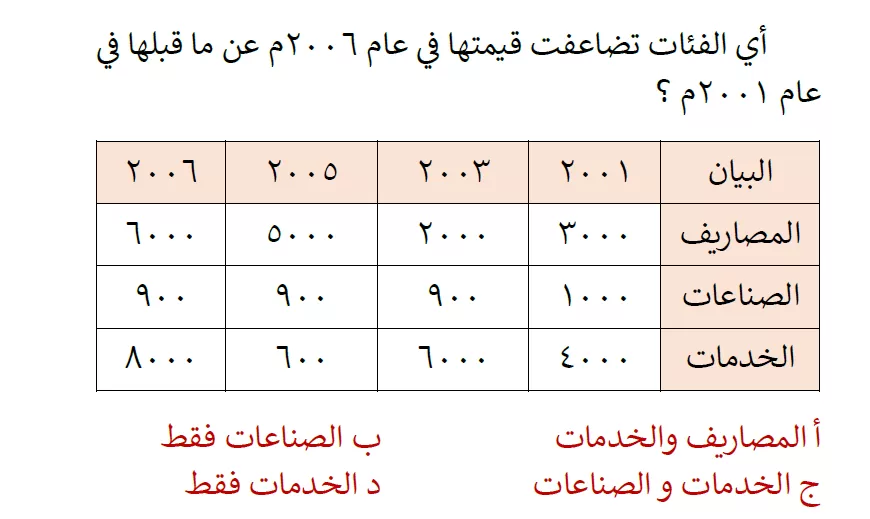 أي الفئات تضاعفت قيمتها في عام ٢٠٠٦م عن ما قبلها في
عام ٢٠٠١م ؟
البيان ٢٠٠١ ٢٠٠٣ ٢٠٠٥ ٢٠٠٦
المصاريف ٣٠٠٠ ٢٠٠٠ ٥٠٠٠ ٦٠٠٠
الصناعات ١٠٠٠ ٩٠٠ ٩٠٠ ٩٠٠
الخدمات ٤٠٠٠ ٦٠٠٠ ٦٠٠ ٨٠٠٠
أ المصاريف والخدمات ب الصناعات فقط
ج الخدمات و الصناعات د الخدمات فقط